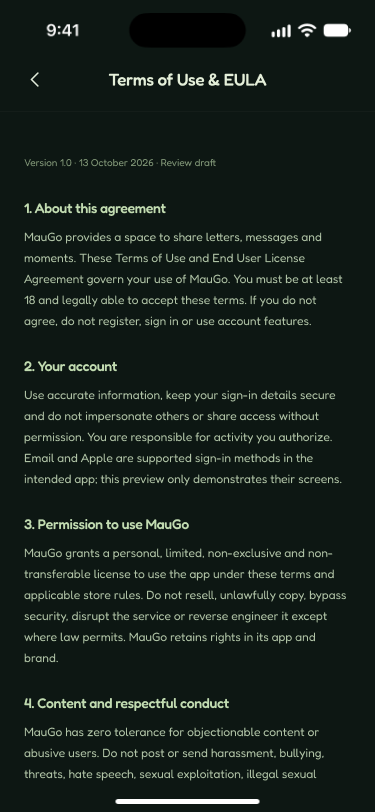 9:41
Terms of Use & EULA
Version 1.0 · 13 October 2026 · Review draft
1. About this agreement
MauGo provides a space to share letters, messages and
moments. These Terms of Use and End User License
Agreement govern your use of MauGo. You must be at least
18 and legally able to accept these terms. If you do not
agree, do not register, sign in or use account features.
2. Your account
Use accurate information, keep your sign-in details secure
and do not impersonate others or share access without
permission. You are responsible for activity you authorize.
Email and Apple are supported sign-in methods in the
intended app; this preview only demonstrates their screens.
3. Permission to use MauGo
MauGo grants a personal, limited, non-exclusive and non-
transferable license to use the app under these terms and
applicable store rules. Do not resell, unlawfully copy, bypass
security, disrupt the service or reverse engineer it except
where law permits. MauGo retains rights in its app and
brand.
4. Content and respectful conduct
MauGo has zero tolerance for objectionable content or
abusive users. Do not post or send harassment, bullying,
threats, hate speech, sexual exploitation, illegal sexual